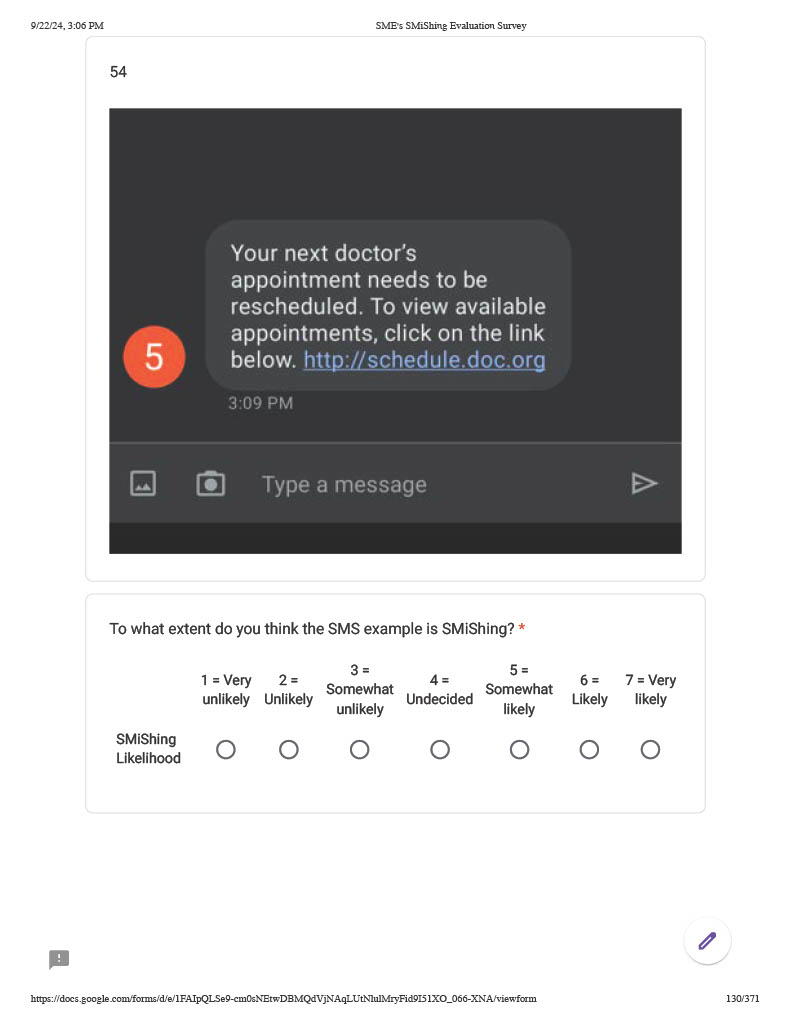 9/22/24, 3:06 PM
SME's SMiShing Evaluation Survey
54
Your next doctor's
appointment needs to be
rescheduled. To view available
appointments, click on the link
below. http://schedule.doc.org
5
3:09 PM
Type a message
To what extent do you think the SMS example is SMiShing? *
1 = Very unlikely
2 = Unlikely
3 = Somewhat unlikely
4 = Undecided
5 = Somewhat likely
6 = Likely
7 = Very likely
SMiShing
Likelihood
https://docs.google.com/forms/d/e/1FAIpQLSe9-cm0sNEtwDBMQdVjNAqLUtNlulMryFid9I51XO_066-XNA/viewform
130/371